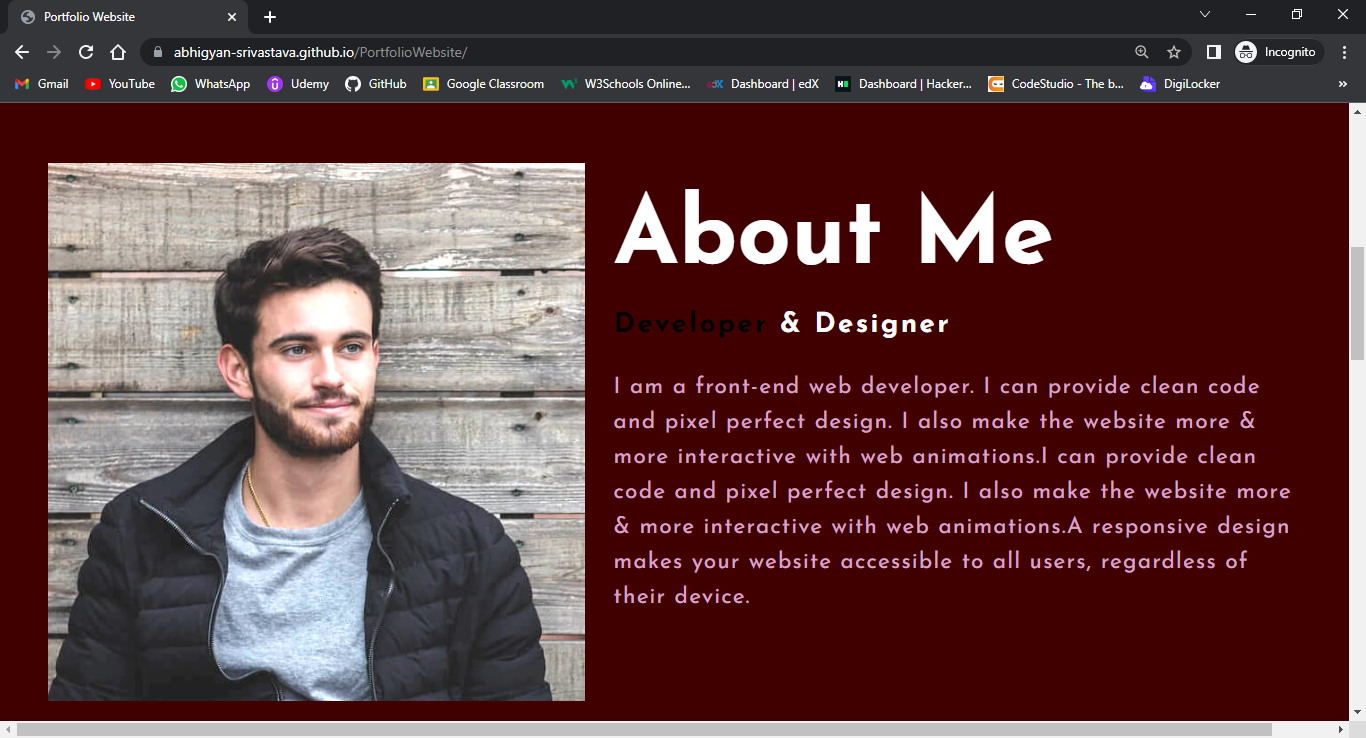 Portfolio Website
abhigyan-srivastava.github.io/PortfolioWebsite/
Incognito
Gmail
YouTube
WhatsApp
Udemy
GitHub
Google Classroom
W3Schools Online...
Dashboard | edX
Dashboard | Hacker...
CodeStudio - The b...
DigiLocker
About Me
Developer & Designer
I am a front-end web developer. I can provide clean code
and pixel perfect design. I also make the website more &
more interactive with web animations.I can provide clean
code and pixel perfect design. I also make the website more
& more interactive with web animations.A responsive design
makes your website accessible to all users, regardless of
their device.